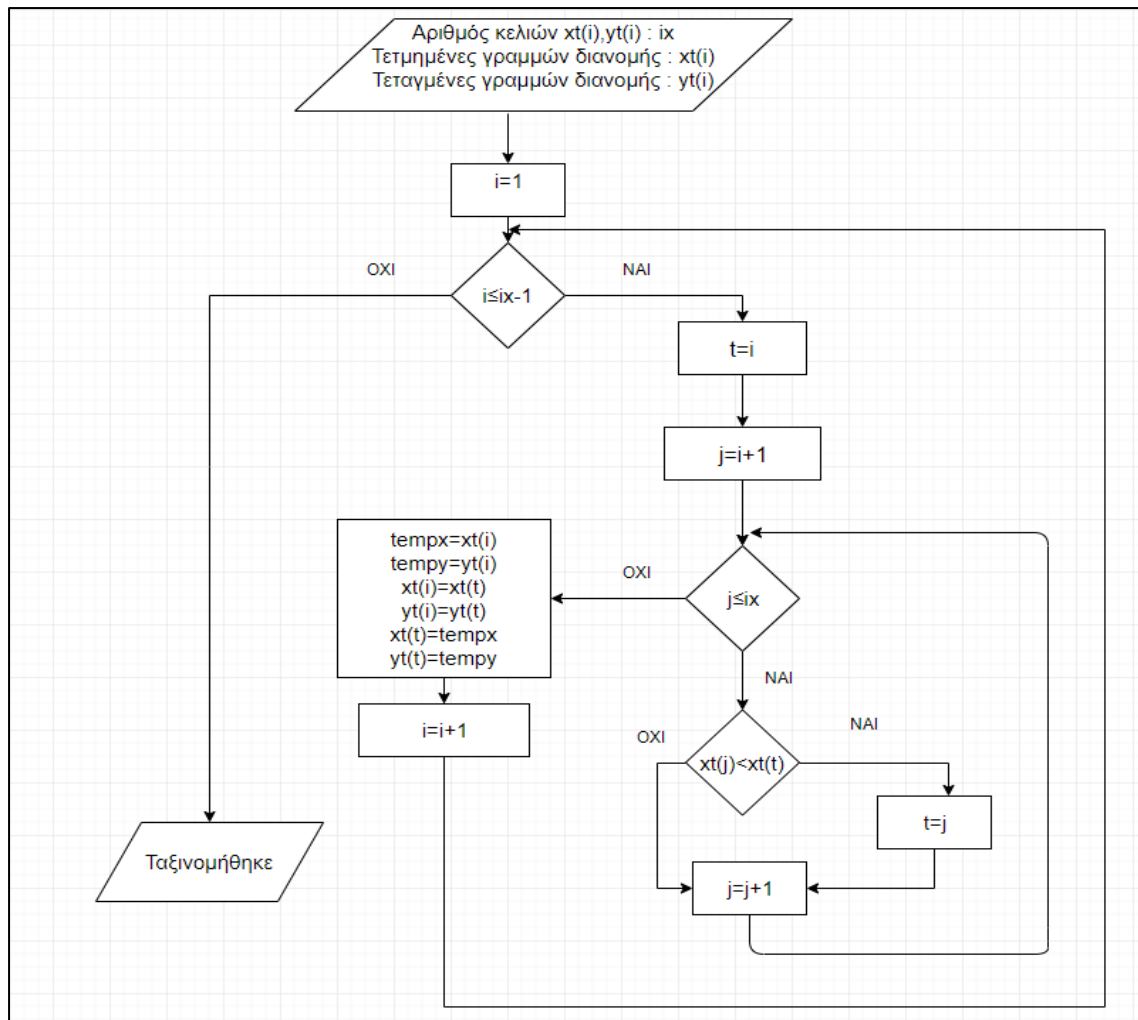 Αριθμός κελιών xt(i),yt(i) : ix
Τετμημένες γραμμών διανομής : xt(i)
Τεταγμένες γραμμών διανομής : yt(i)
i=1
ΟΧΙ
ΝΑΙ
i≤ix-1
t=i
j=i+1
ΟΧΙ
j≤ix
tempx=xt(i)
tempy=yt(i)
xt(i)=xt(t)
yt(i)=yt(t)
xt(t)=tempx
yt(t)=tempy
ΝΑΙ
i=i+1
ΟΧΙ
ΝΑΙ
xt(j)<xt(t)
t=j
Ταξινομήθηκε
j=j+1